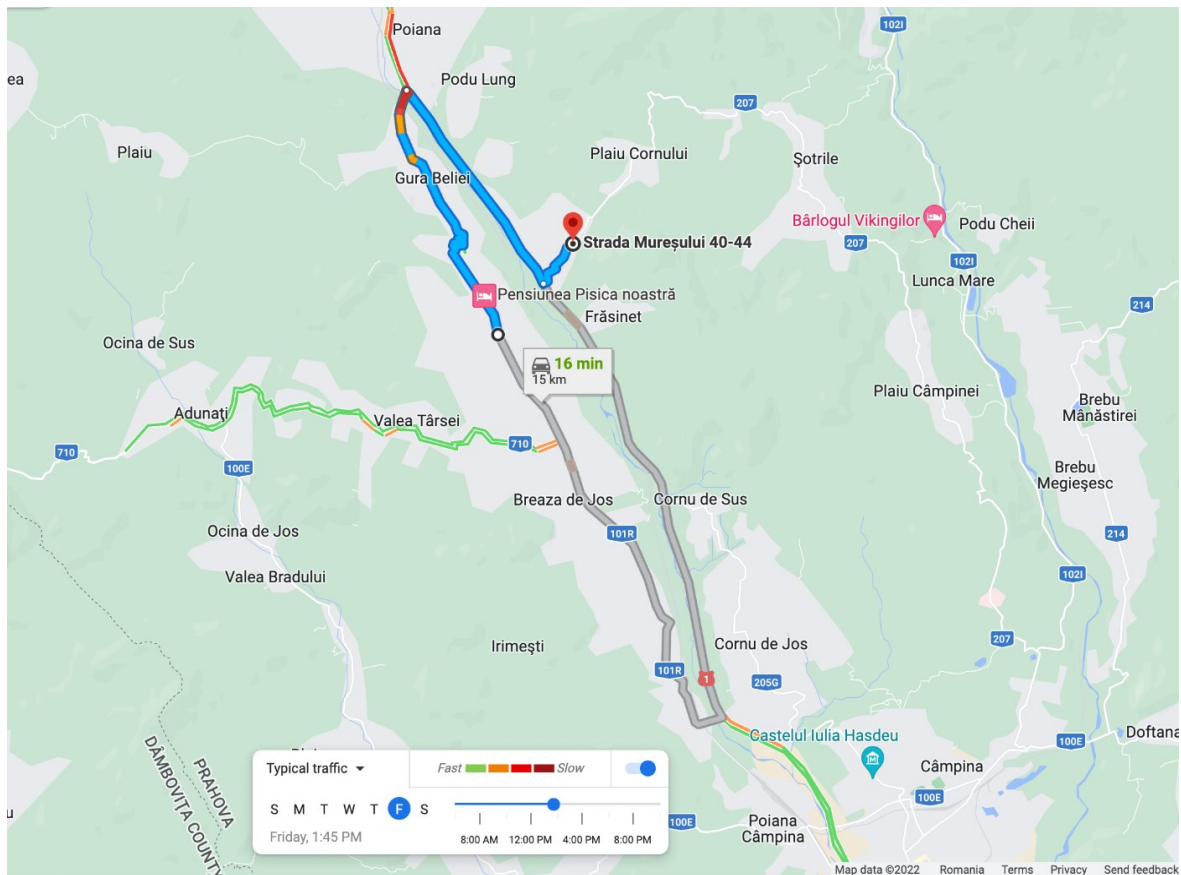 Poiana
102I
Podu Lung
ea
207
Plaiu
Plaiu Cornului
Şotrile
Gura Beliei
Bârlogul Vikingilor
Podu Cheii
Strada Mureșului 40-44
207
102I
Lunca Mare
Pensiunea Pisica noastră
214
Frăsinet
Ocina de Sus
16 min
15 km
Plaiu Câmpinei
Brebu
Mânăstirei
Adunaţi
Valea Târsei
710
710
100E
Brebu
Megieşesc
Breaza de Jos
Cornu de Sus
Ocina de Jos
101R
214
Valea Bradului
102I
Irimeşti
Cornu de Jos
207
101R
1
205G
Castelul Iulia Hasdeu
100E
Doftana
PRAHOVA
DÂMBOVIȚA COUNTY
Câmpina
100E
Poiana
Câmpina
100E
Typical traffic
Fast
Slow
S M T W T F S
Friday, 1:45 PM
8:00 AM 12:00 PM 4:00 PM 8:00 PM
Map data ©2022 Romania Terms Privacy Send feedback